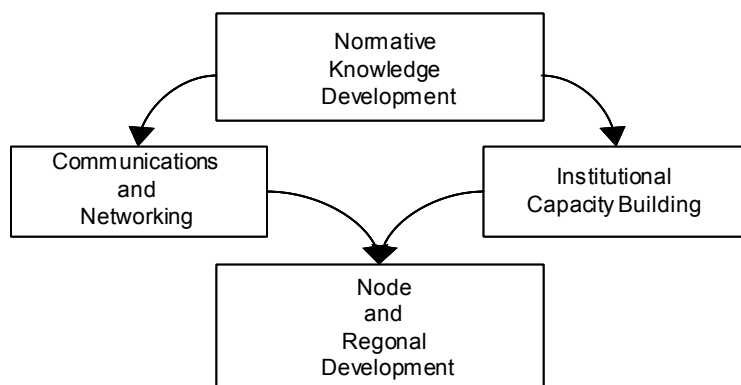 Normative
Knowledge
Development
Communications
and
Networking
Institutional
Capacity Building
Node
and
Regonal
Development